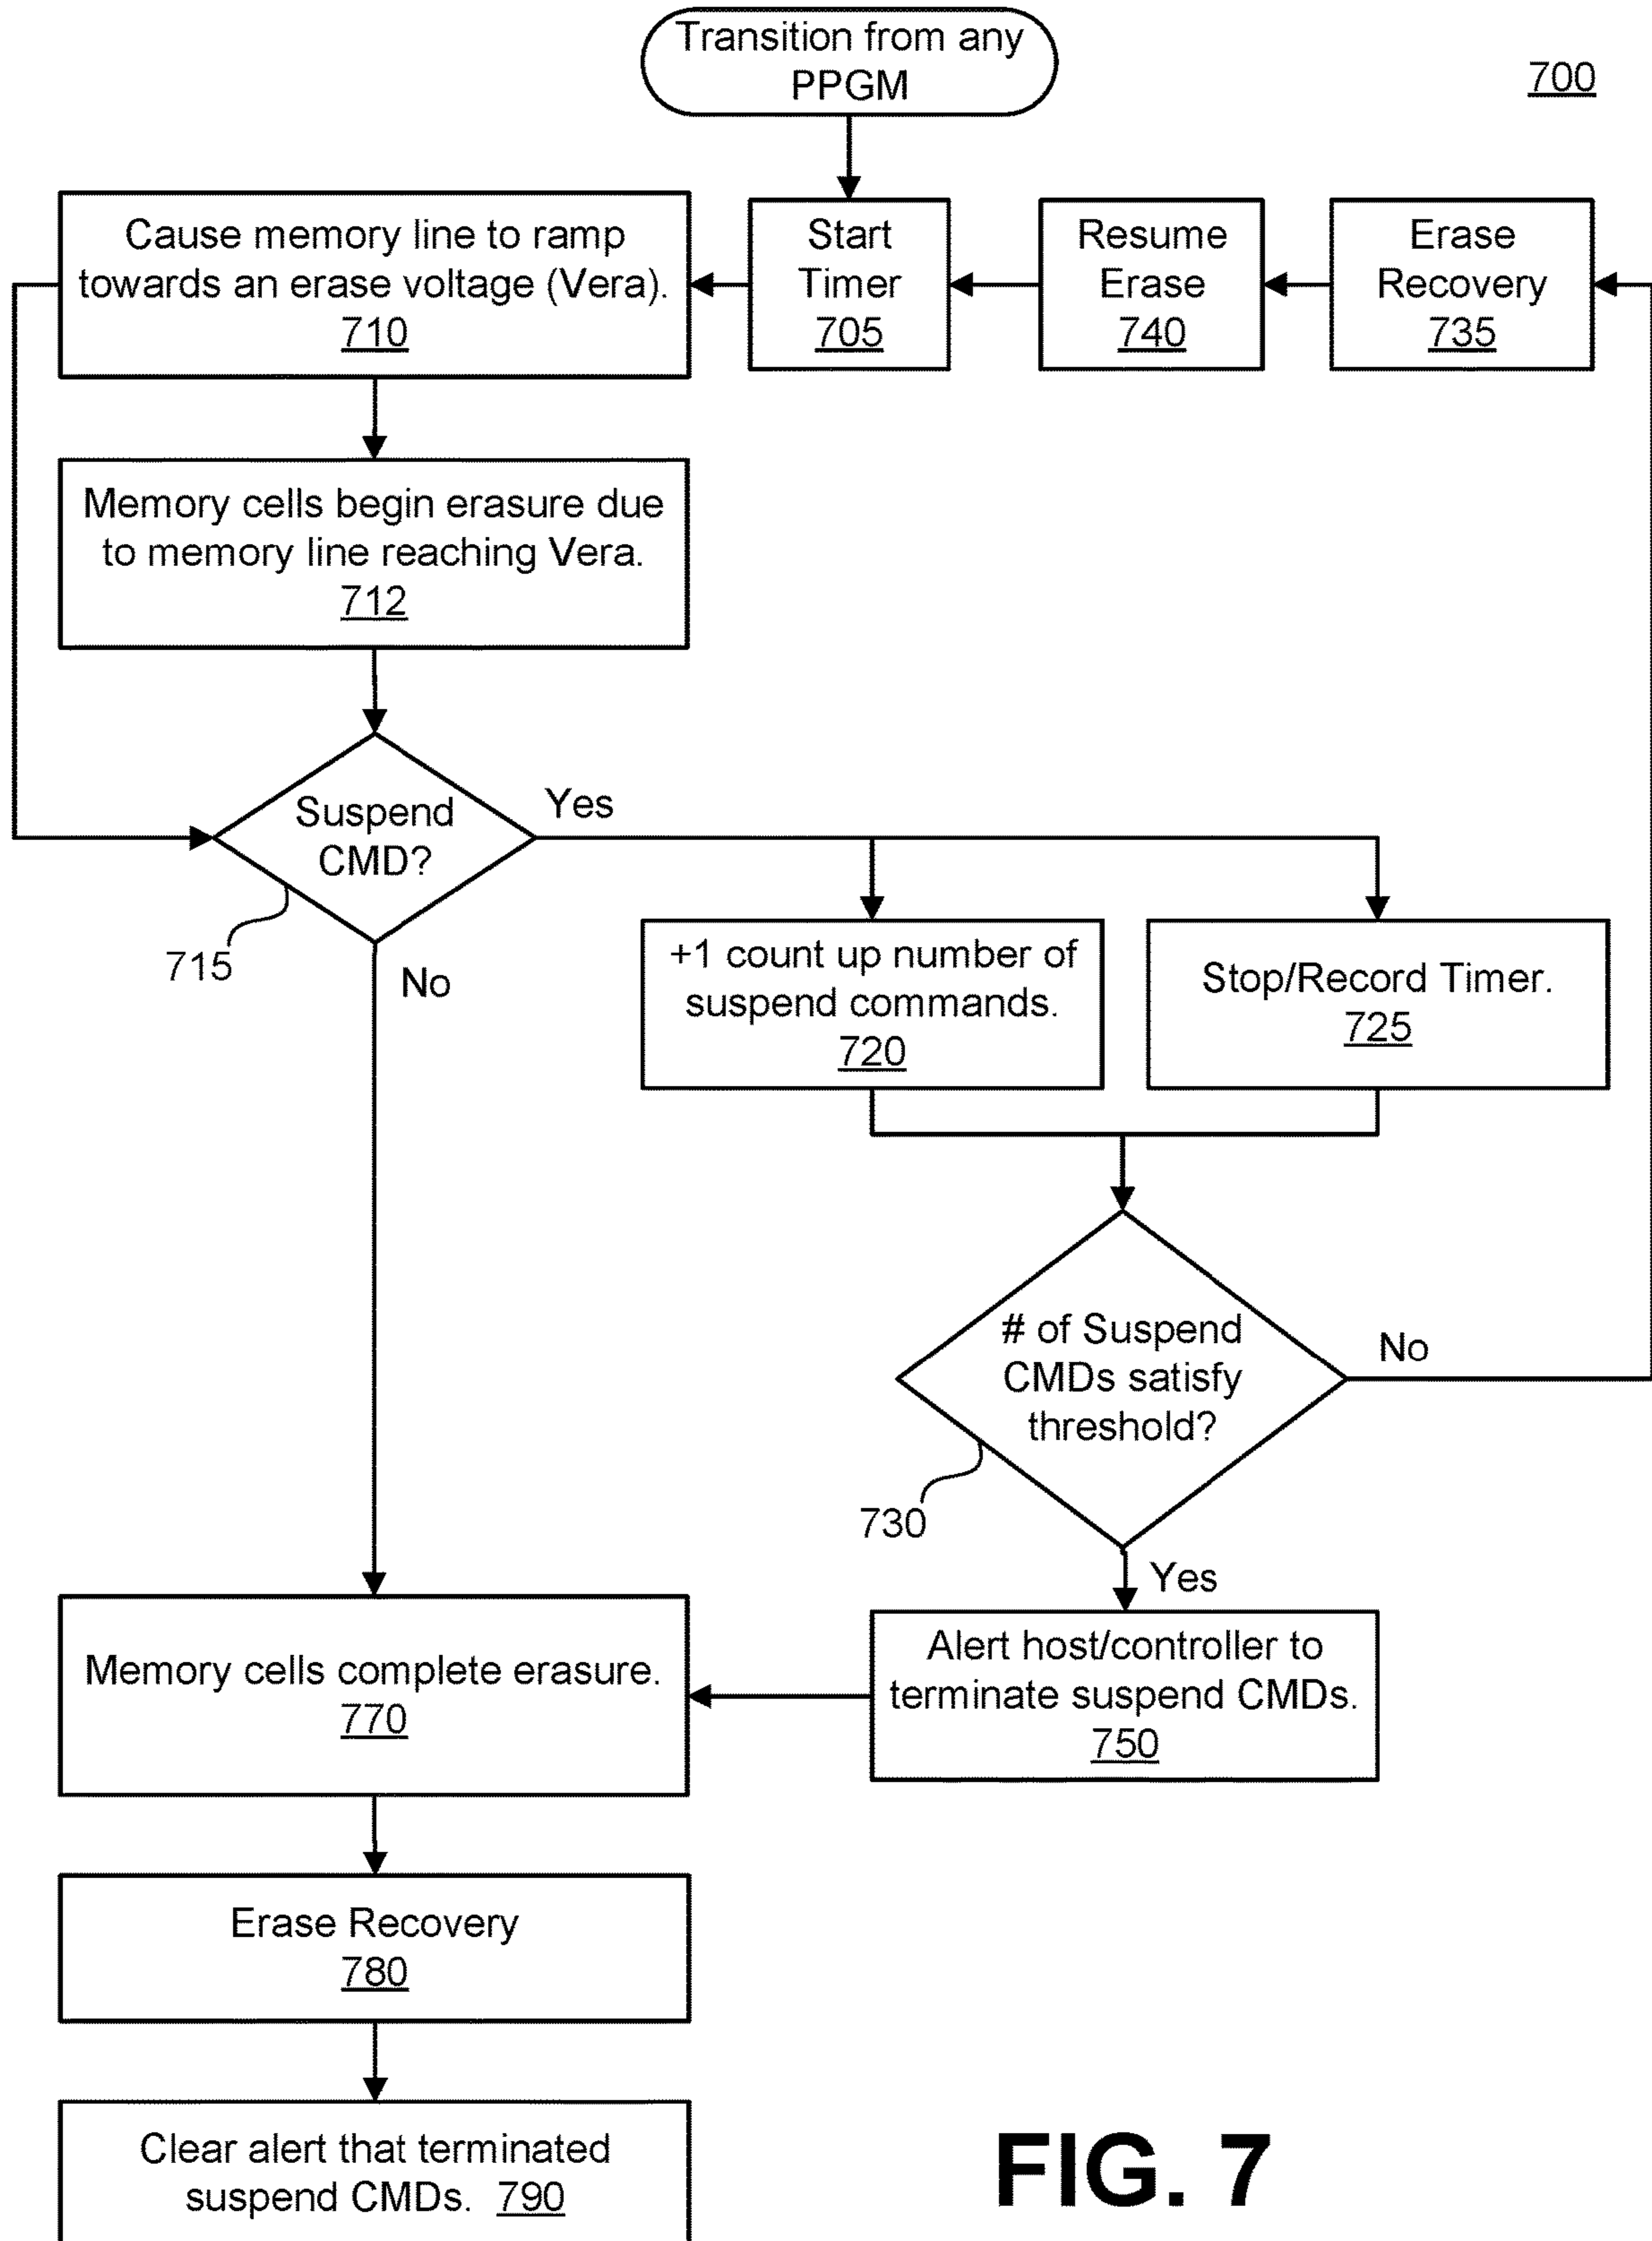 Transition from any
PPGM
700
Cause memory line to ramp
towards an erase voltage (Vera).
710
Start
Timer
705
Resume
Erase
740
Erase
Recovery
735
Memory cells begin erasure due
to memory line reaching Vera.
712
Suspend
CMD?
Yes
715
No
+1 count up number of
suspend commands.
720
Stop/Record Timer.
725
# of Suspend
CMDs satisfy
threshold?
No
730
Yes
Memory cells complete erasure.
770
Alert host/controller to
terminate suspend CMDs.
750
Erase Recovery
780
Clear alert that terminated
suspend CMDs. 790
FIG. 7